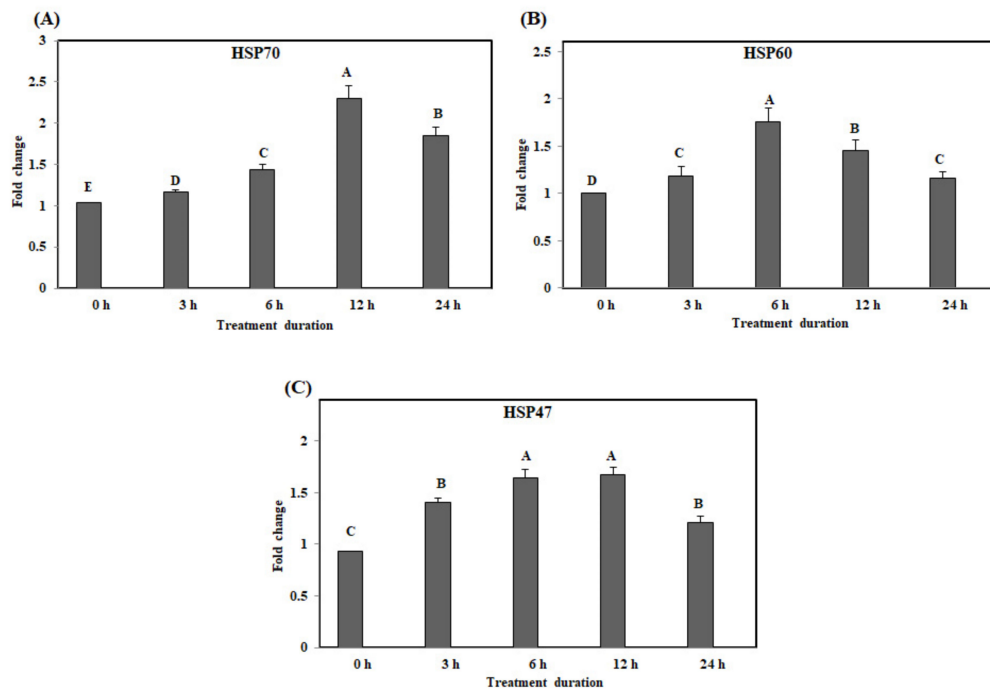 (A)
HSP70
3
2.5
2
1.5
1
0.5
0
Fold change
E
D
C
A
B
0 h
3 h
6 h
12 h
24 h
Treatment duration
(B)
HSP60
2.5
2
1.5
1
0.5
0
Fold change
D
C
A
B
C
0 h
3 h
6 h
12 h
24 h
Treatment duration
(C)
HSP47
2
1.5
1
0.5
0
Fold change
C
B
A
A
B
0 h
3 h
6 h
12 h
24 h
Treatment duration